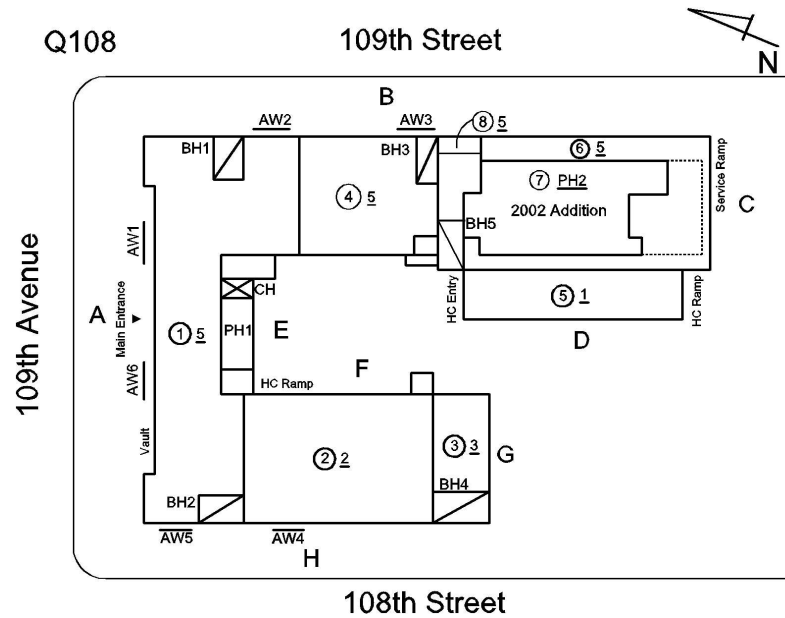 Q108
109th Street
N
B
AW2
AW3
⑧ 5
BH1
BH3
⑥ 5
④ 5
⑦ PH2
2002 Addition
Service Ramp
C
BH5
AW1
109th Avenue
A
Main Entrance
① 5
CH
PH1
E
HC Entry
⑤ 1
HC Ramp
D
F
HC Ramp
AW6
Vault
② 2
③ 3
G
BH2
BH4
AW5
AW4
H
108th Street